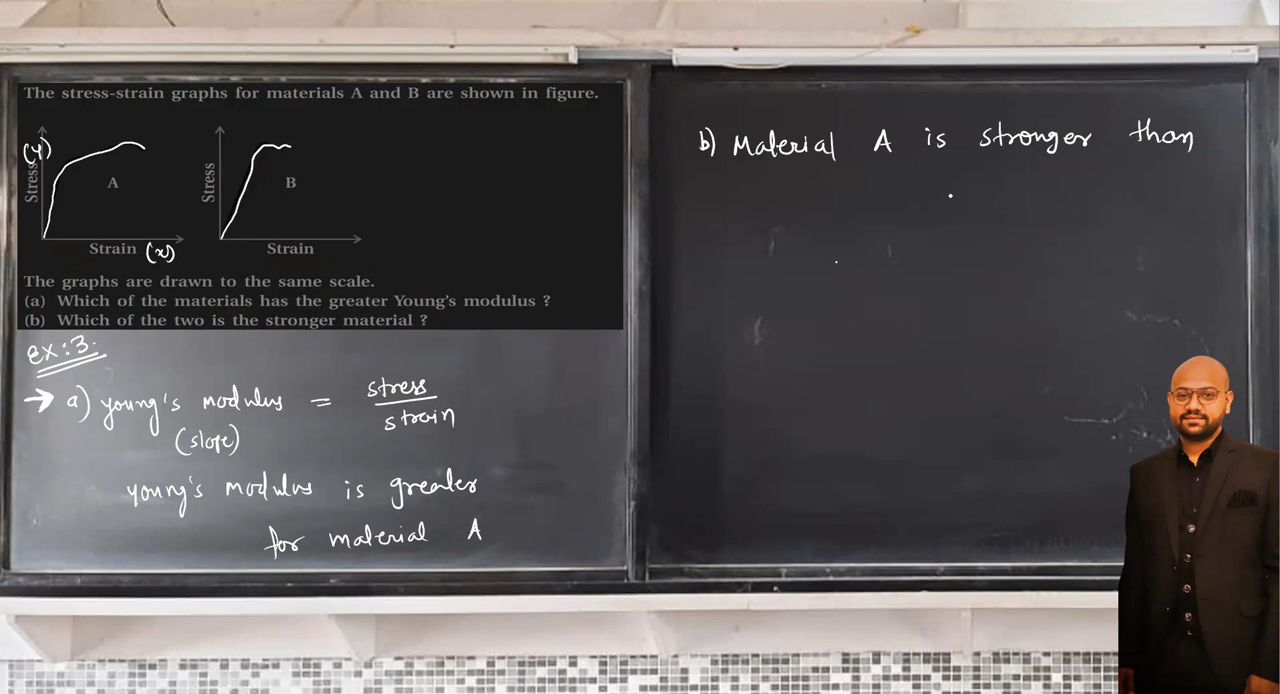 The stress-strain graphs for materials A and B are shown in figure.
(y)
Stress
A
Strain (x)
Stress
B
Strain
The graphs are drawn to the same scale.
(a) Which of the materials has the greater Young's modulus ?
(b) Which of the two is the stronger material ?
Ex:3.
→ a) young's modulus = stress
strain
(slope)
young's modulus is greater
for material A
b) Material A is stronger than